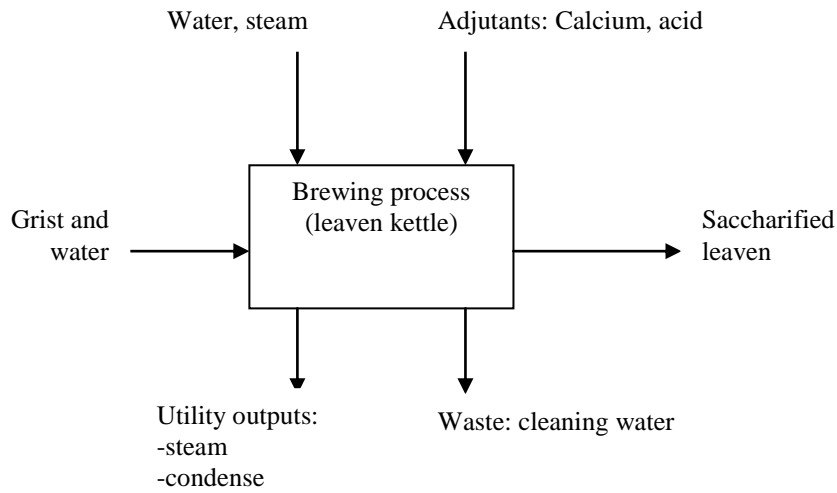 Water, steam
Adjutants: Calcium, acid
Brewing process
(leaven kettle)
Grist and
water
Saccharified
leaven
Utility outputs:
-steam
-condense
Waste: cleaning water